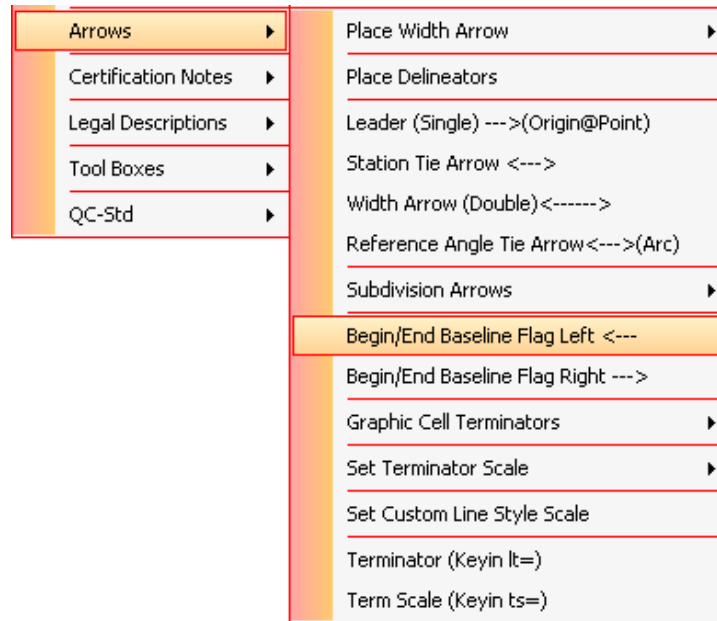 Arrows
Certification Notes
Legal Descriptions
Tool Boxes
QC-Std
Place Width Arrow
Place Delineators
Leader (Single) --->(Origin@Point)
Station Tie Arrow <--->
Width Arrow (Double)<------>
Reference Angle Tie Arrow<--->(Arc)
Subdivision Arrows
Begin/End Baseline Flag Left <---
Begin/End Baseline Flag Right --->
Graphic Cell Terminators
Set Terminator Scale
Set Custom Line Style Scale
Terminator (Keyin lt=)
Term Scale (Keyin ts=)